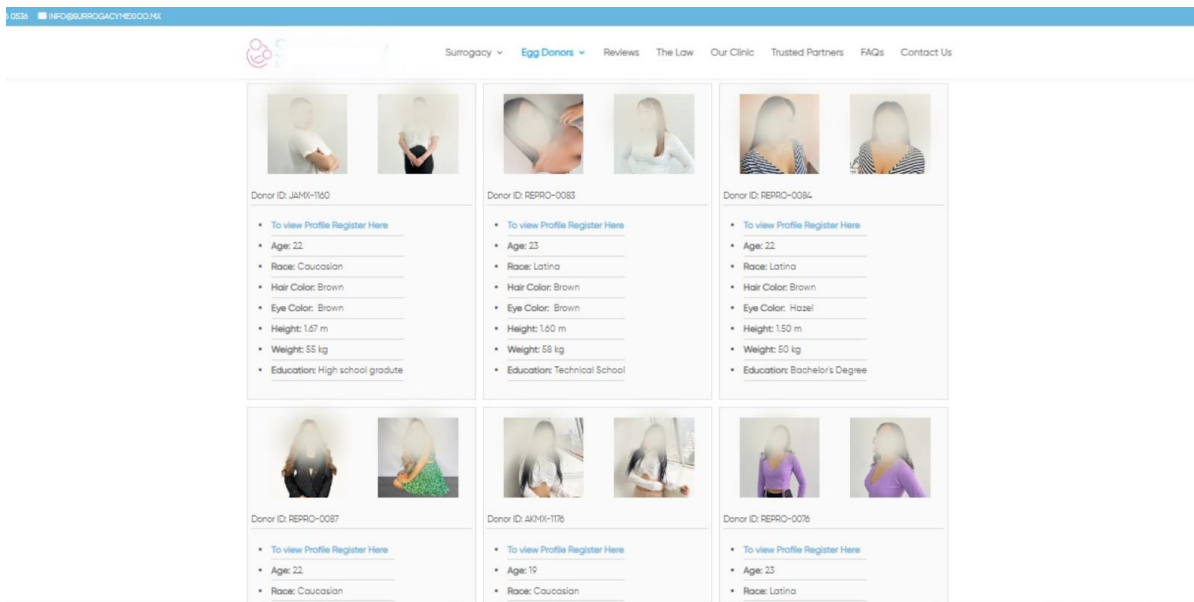 6 0536 INFO@SURROGACYMEXICO.MX
Surrogacy Egg Donors Reviews The Law Our Clinic Trusted Partners FAQs Contact Us
Donor ID: JAMX-1160
To view Profile Register Here
Age: 22
Race: Caucasian
Hair Color: Brown
Eye Color: Brown
Height: 1.67 m
Weight: 55 kg
Education: High school gradute
Donor ID: REPRO-0083
To view Profile Register Here
Age: 23
Race: Latina
Hair Color: Brown
Eye Color: Brown
Height: 1.60 m
Weight: 58 kg
Education: Technical School
Donor ID: REPRO-0084
To view Profile Register Here
Age: 22
Race: Latina
Hair Color: Brown
Eye Color: Hazel
Height: 1.50 m
Weight: 50 kg
Education: Bachelor's Degree
Donor ID: REPRO-0087
To view Profile Register Here
Age: 22
Race: Caucasian
Donor ID: AKMX-1176
To view Profile Register Here
Age: 19
Race: Caucasian
Donor ID: REPRO-0076
To view Profile Register Here
Age: 23
Race: Latina